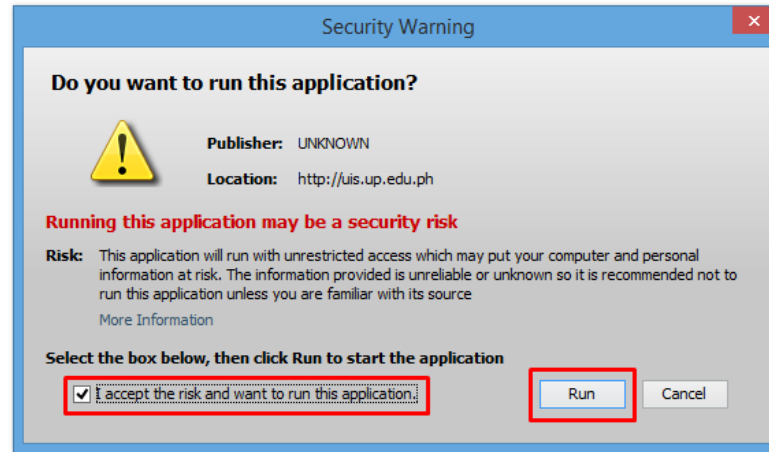 Security Warning
Do you want to run this application?
Publisher: UNKNOWN
Location: http://uis.up.edu.ph
Running this application may be a security risk
Risk: This application will run with unrestricted access which may put your computer and personal
information at risk. The information provided is unreliable or unknown so it is recommended not to
run this application unless you are familiar with its source
More Information
Select the box below, then click Run to start the application
I accept the risk and want to run this application. Run Cancel